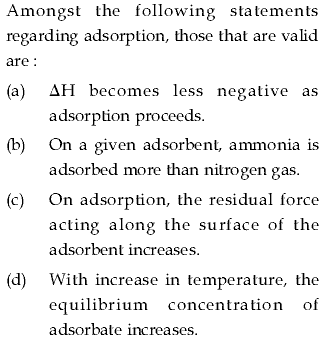 Amongst the following statements
regarding adsorption, those that are valid
are :
(a) ΔH becomes less negative as
adsorption proceeds.
(b) On a given adsorbent, ammonia is
adsorbed more than nitrogen gas.
(c) On adsorption, the residual force
acting along the surface of the
adsorbent increases.
(d) With increase in temperature, the
equilibrium concentration of
adsorbate increases.